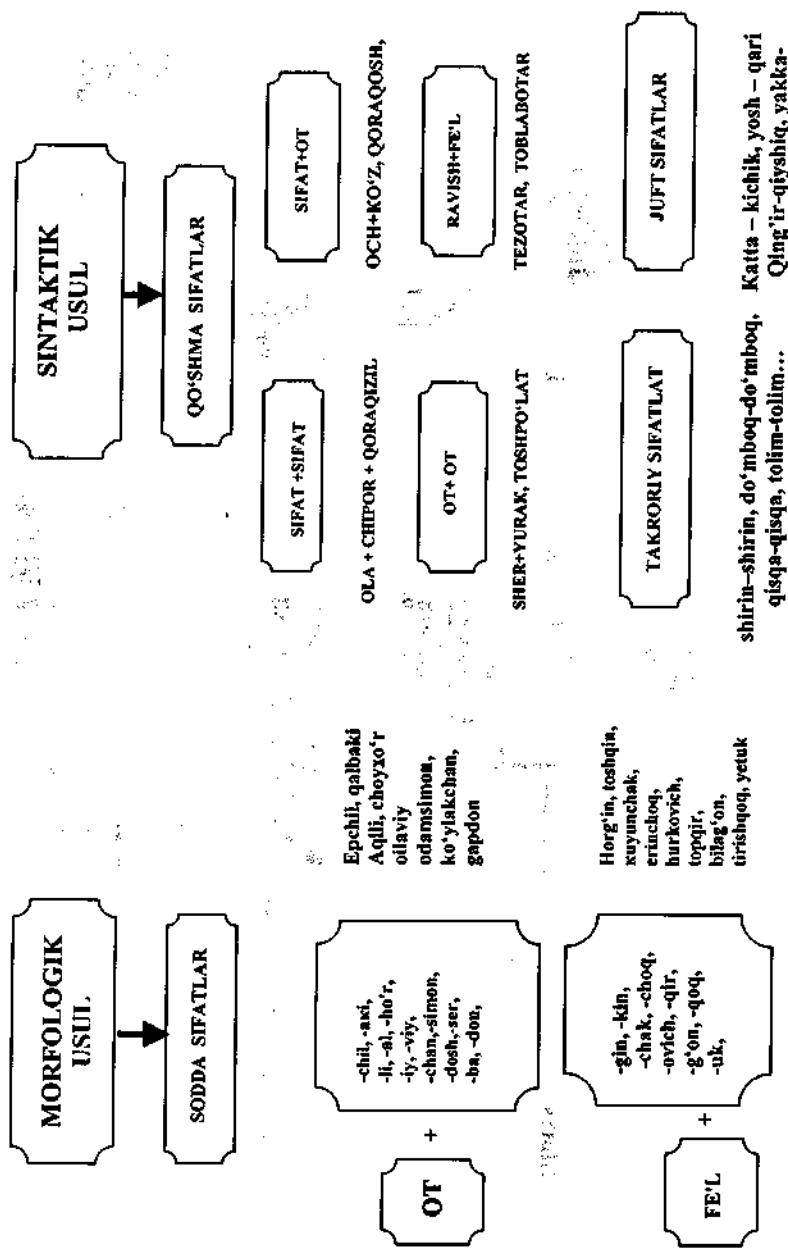 MORFOLOGIK
USUL
SODDA SIFATLAR
OT
+
-chil, -aki,
-li, -al, -ho‘r,
-iy, -viy,
-chan,-simon,
-dosh,-ser,
-ba, -don,
Epchil, qalbaki
Aqlli, choyxo‘r
oilaviy
odamsimon,
ko‘ylakchan,
gapdon
FE'L
+
-gin, -kin,
-chak, -choq,
-ovich, -qir,
-g‘on, -qoq,
-uk,
Horg‘in, toshqin,
kuyunchak,
erinchoq,
hurkovich,
topqir,
bilag‘on,
tirishqoq, yetuk
SINTAKTIK
USUL
QO‘SHMA SIFATLAR
SIFAT +SIFAT
OLA + CHIPOR + QORAQIZIL
SIFAT+OT
OCH+KO‘Z, QORAQOSH,
OT+ OT
SHER+YURAK, TOSHPO‘LAT
RAVISH+FE'L
TEZOTAR, TOBLABOTAR
TAKRORIY SIFATLAT
shirin–shirin, do‘mboq-do‘mboq,
qisqa-qisqa, tolim-tolim...
JUFT SIFATLAR
Katta – kichik, yosh – qari
Qing’ir-qiyshiq, yakka-